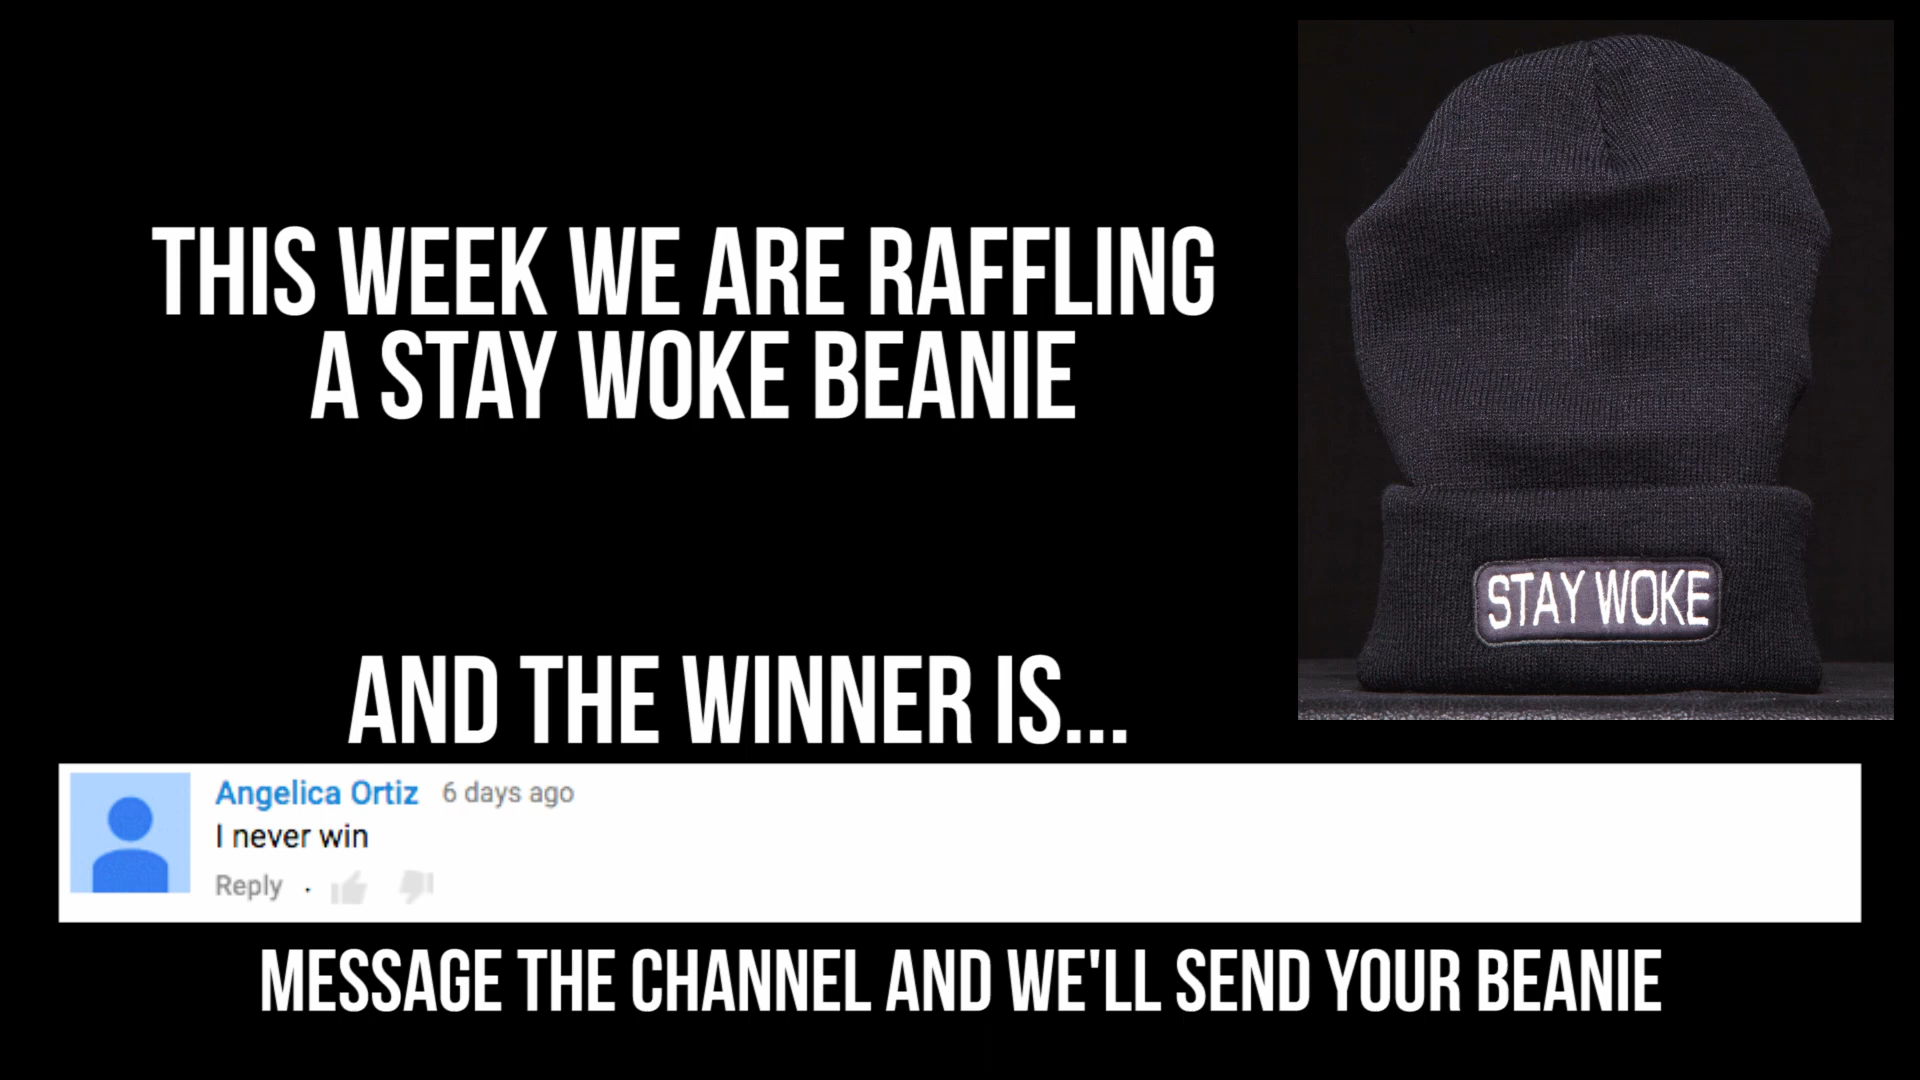 THIS WEEK WE ARE RAFFLING
A STAY WOKE BEANIE
STAY WOKE
AND THE WINNER IS...
Angelica Ortiz 6 days ago
I never win
Reply .
MESSAGE THE CHANNEL AND WE'LL SEND YOUR BEANIE